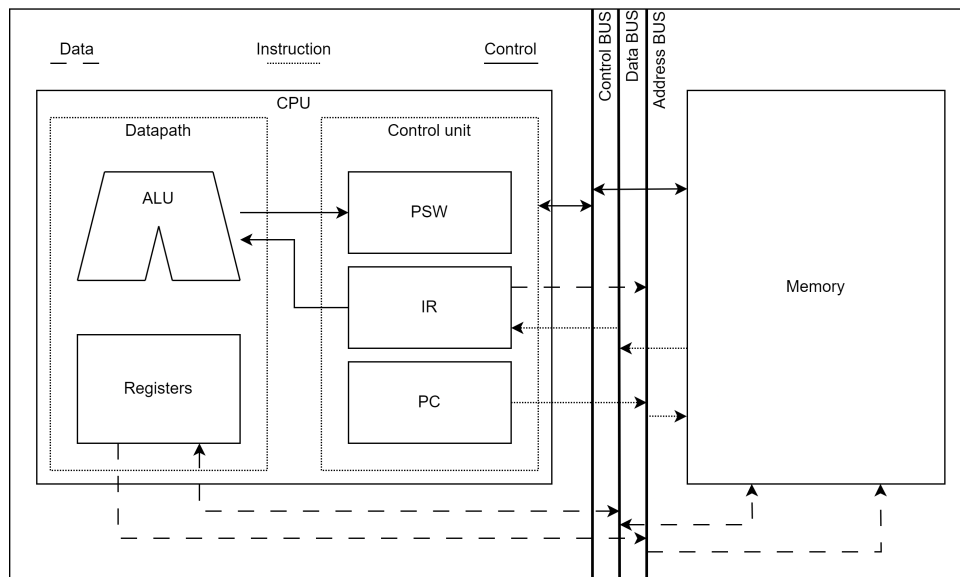 Data
Instruction
Control
Control BUS
Data BUS
Address BUS
CPU
Datapath
Control unit
ALU
PSW
IR
Memory
Registers
PC